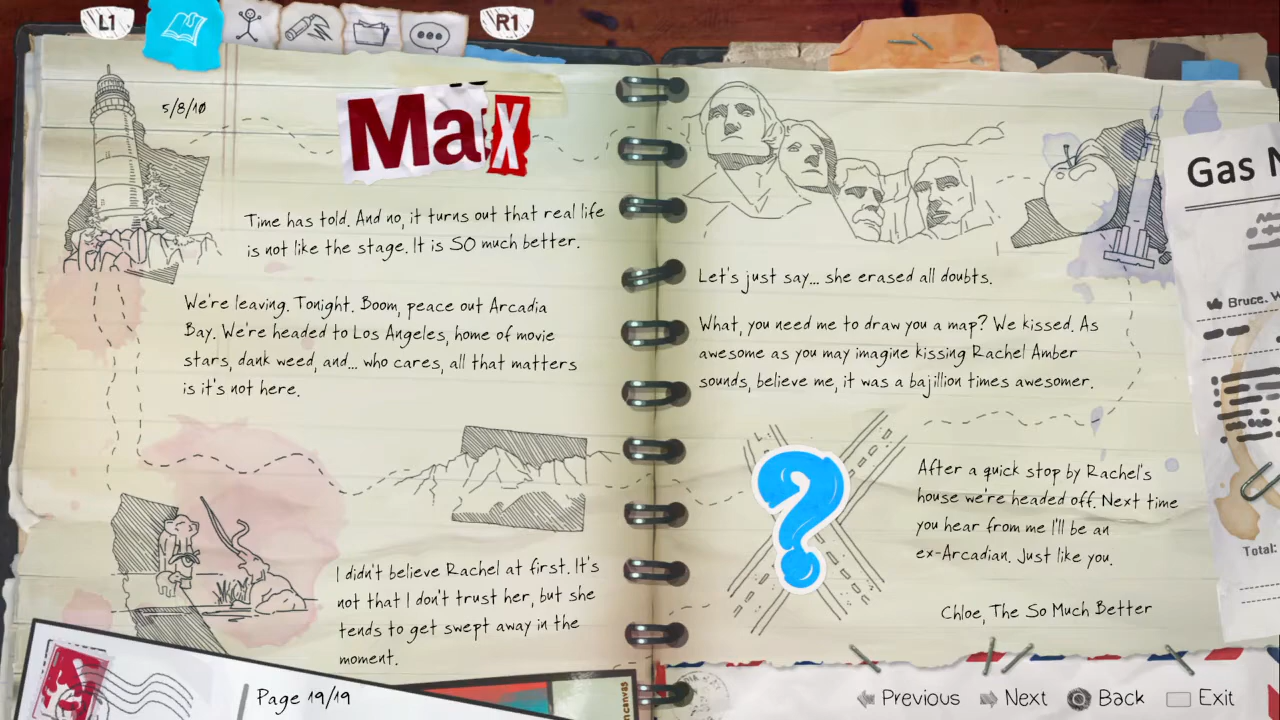 L1
R1
5/8/10
Max
Time has told. And no, it turns out that real life
is not like the stage. It is SO much better.
We're leaving. Tonight. Boom, peace out Arcadia
Bay. We're headed to Los Angeles, home of movie
stars, dank weed, and... who cares, all that matters
is it's not here.
I didn't believe Rachel at first. It's
not that I don't trust her, but she
tends to get swept away in the
moment.
Let's just say... she erased all doubts.
What, you need me to draw you a map? We kissed. As
awesome as you may imagine kissing Rachel Amber
sounds, believe me, it was a bajillion times awesomer.
?
After a quick stop by Rachel's
house we're headed off. Next time
you hear from me I'll be an
ex-Arcadian. Just like you.
Chloe, The So Much Better
Gas
Bruce.
Total:
canvas
Page 19/19
Previous
Next
Back
Exit